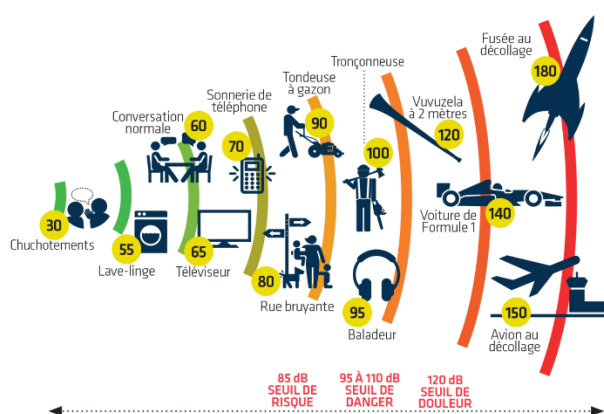 30
Chuchotements
55
Lave-linge
Conversation
normale
60
65
Téléviseur
Sonnerie de
téléphone
70
80
Rue bruyante
Tondeuse
à gazon
90
Tronçonneuse
100
95
Baladeur
Vuvuzela
à 2 mètres
120
Voiture de
Formule 1
140
150
Avion au
décollage
Fusée au
décollage
180
85 dB
SEUIL DE
RISQUE
95 À 110 dB
SEUIL DE
DANGER
120 dB
SEUIL DE
DOULEUR